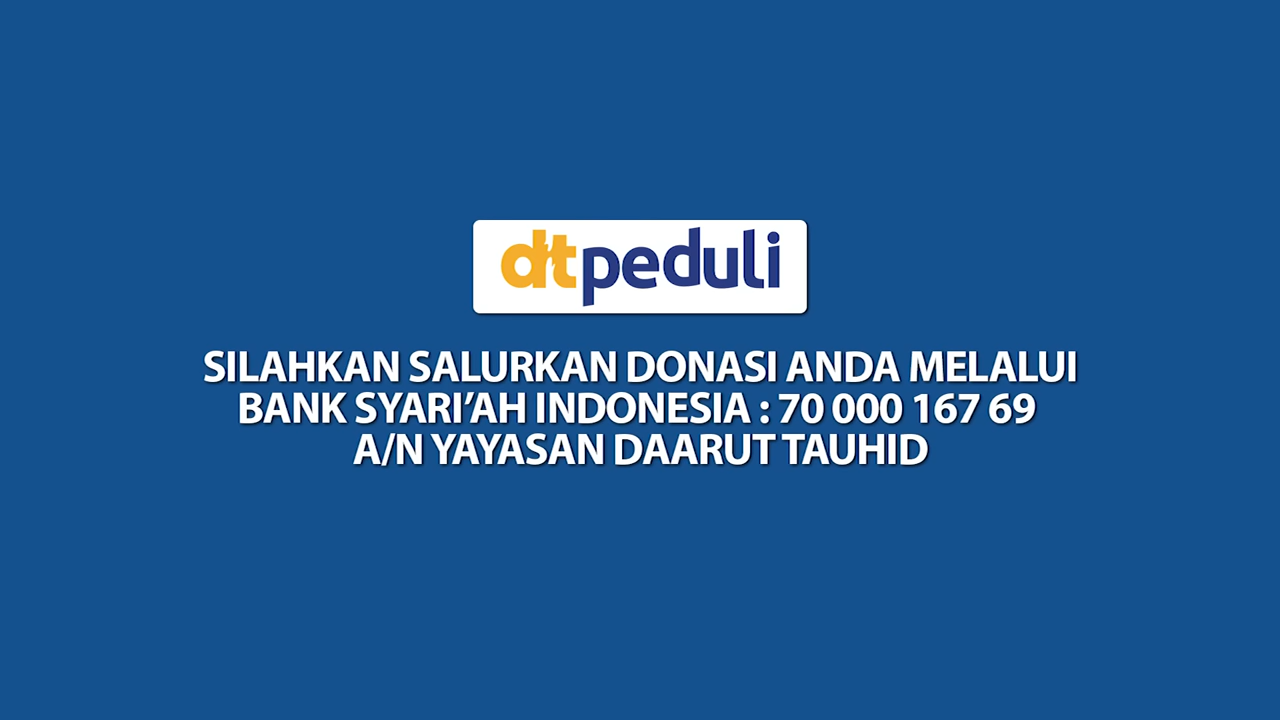 dtpeduli
SILAHKAN SALURKAN DONASI ANDA MELALUI
BANK SYARI’AH INDONESIA : 70 000 167 69
A/N YAYASAN DAARUT TAUHID